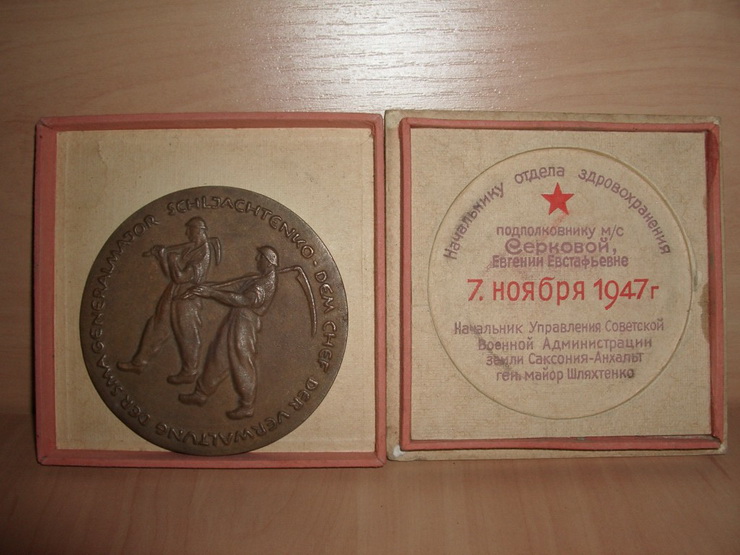 DEM CHEF DER VERWALTUNG DER SMA GENERALMAJOR SCHLJACHTENKO ·
Начальнику отдела здровохранения
подполковнику м/с
Серковой,
Евгении Евстафьевне
7. ноября 1947 г
Начальник Управления Советской
Военной Администрации
земли Саксония-Анхальт
ген. майор Шляхтенко